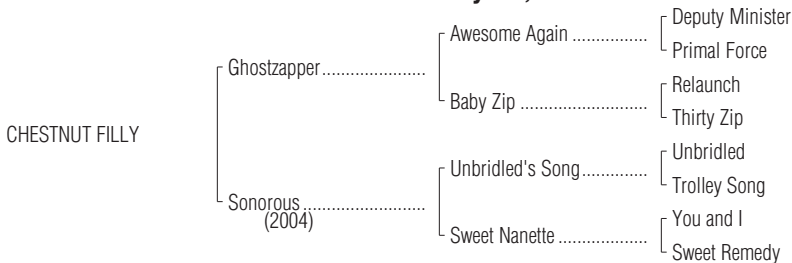 Deputy Minister
Awesome Again ................
Primal Force
Ghostzapper......................
Relaunch
Baby Zip ...........................
Thirty Zip
CHESTNUT FILLY
Unbridled
Unbridled's Song..............
Trolley Song
Sonorous..........................
(2004)
You and I
Sweet Nanette ...................
Sweet Remedy